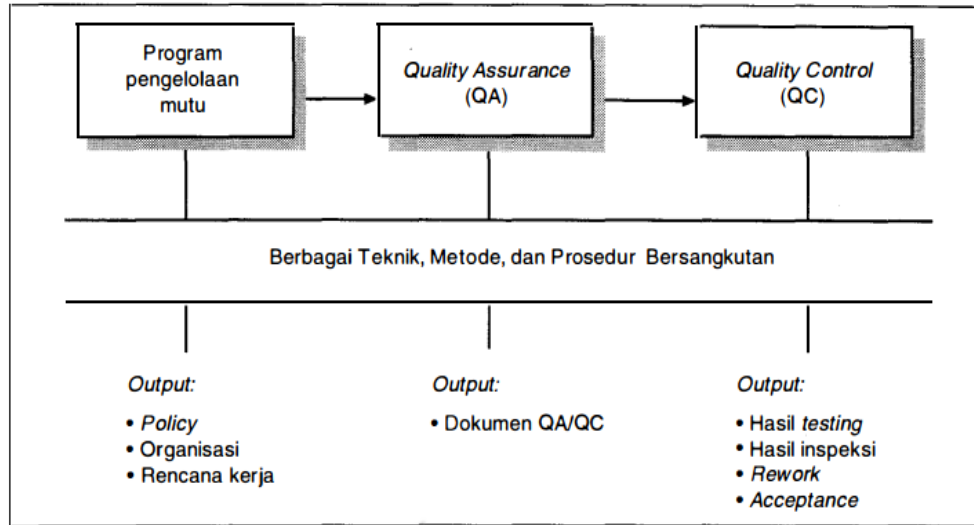 Program
pengelolaan
mutu
Quality Assurance
(QA)
Quality Control
(QC)
Berbagai Teknik, Metode, dan Prosedur Bersangkutan
Output:
• Policy
• Organisasi
• Rencana kerja
Output:
• Dokumen QA/QC
Output:
• Hasil testing
• Hasil inspeksi
• Rework
• Acceptance